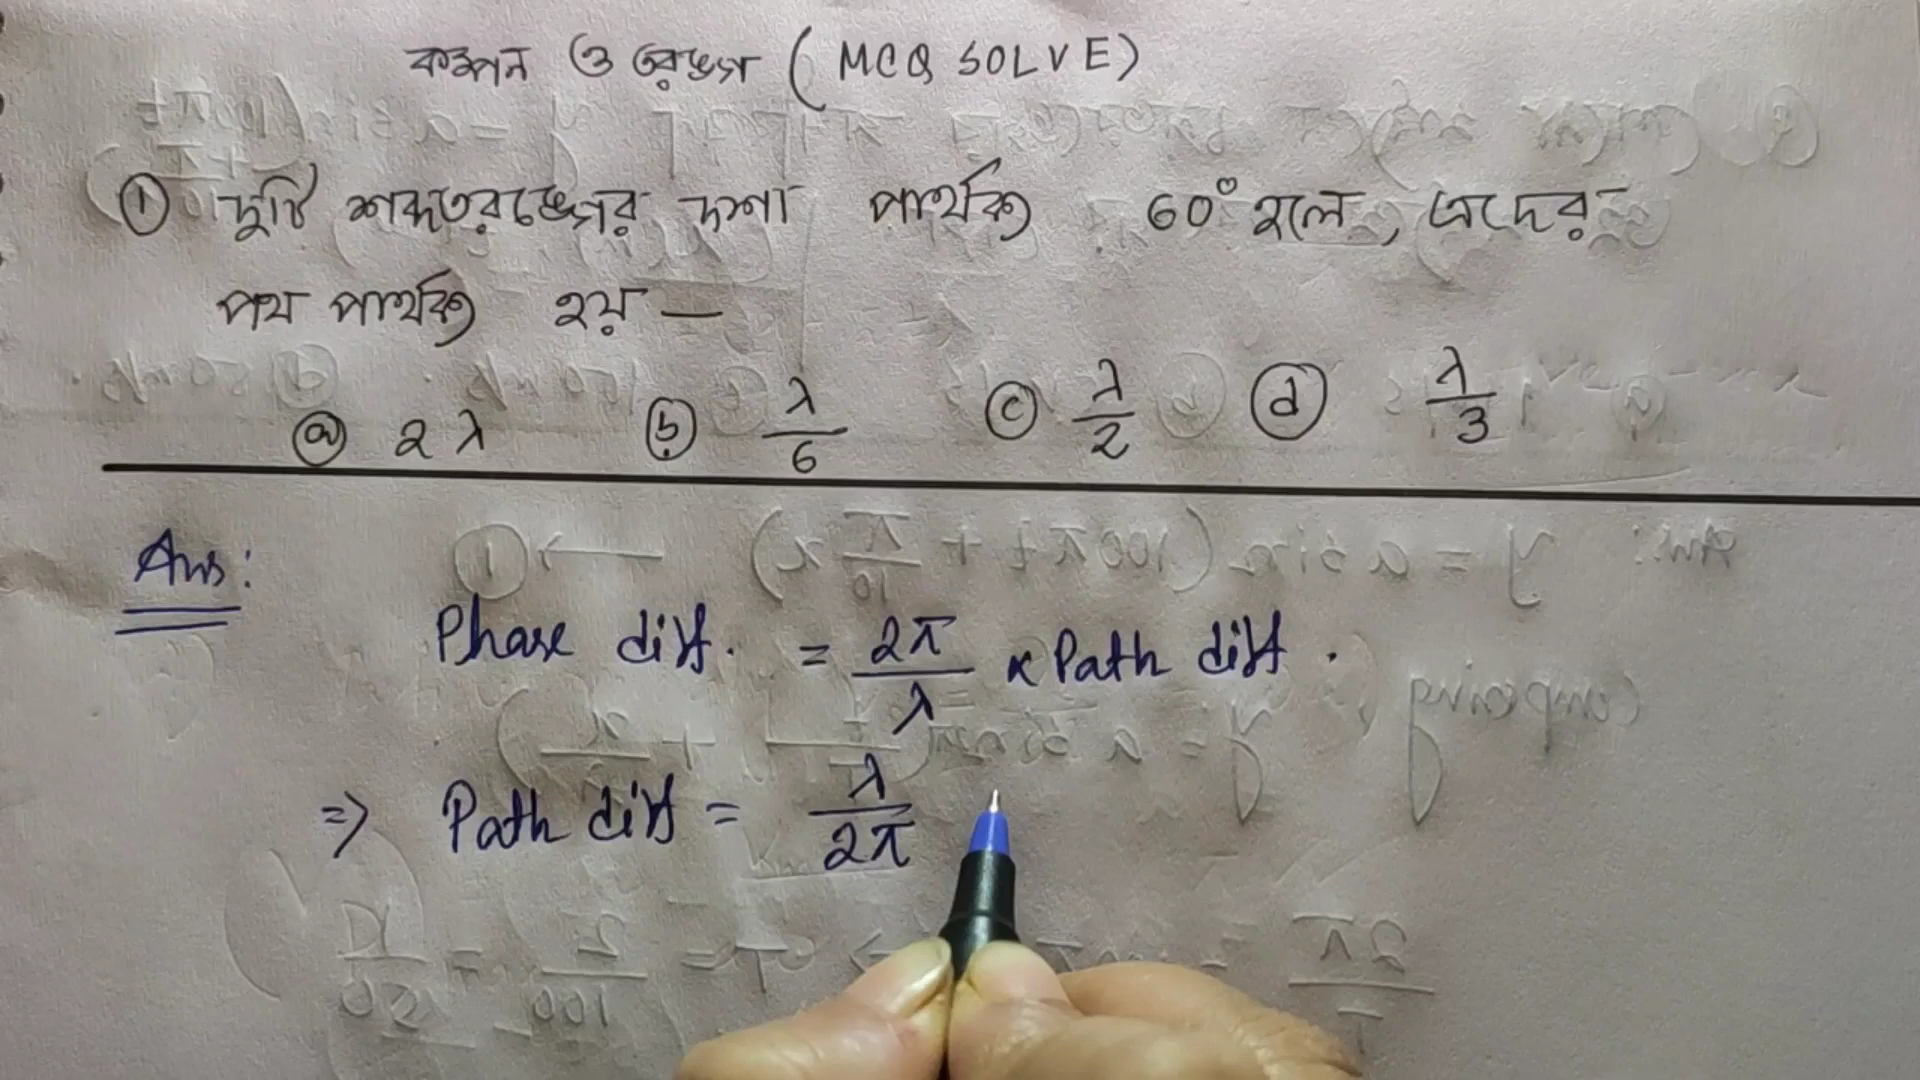 কম্পন ও তরঙ্গ (MCQ SOLVE)
① দুটি শব্দতরঙ্গের দশা পার্থক্য 60° হলে, এদের
পথ পার্থক্য হয় —
ⓐ 2λ ⓑ λ/6 ⓒ λ/2 ⓓ λ/3
Ans:
Phase diff. = 2π/λ × Path diff.
⇒ Path diff = λ/2π